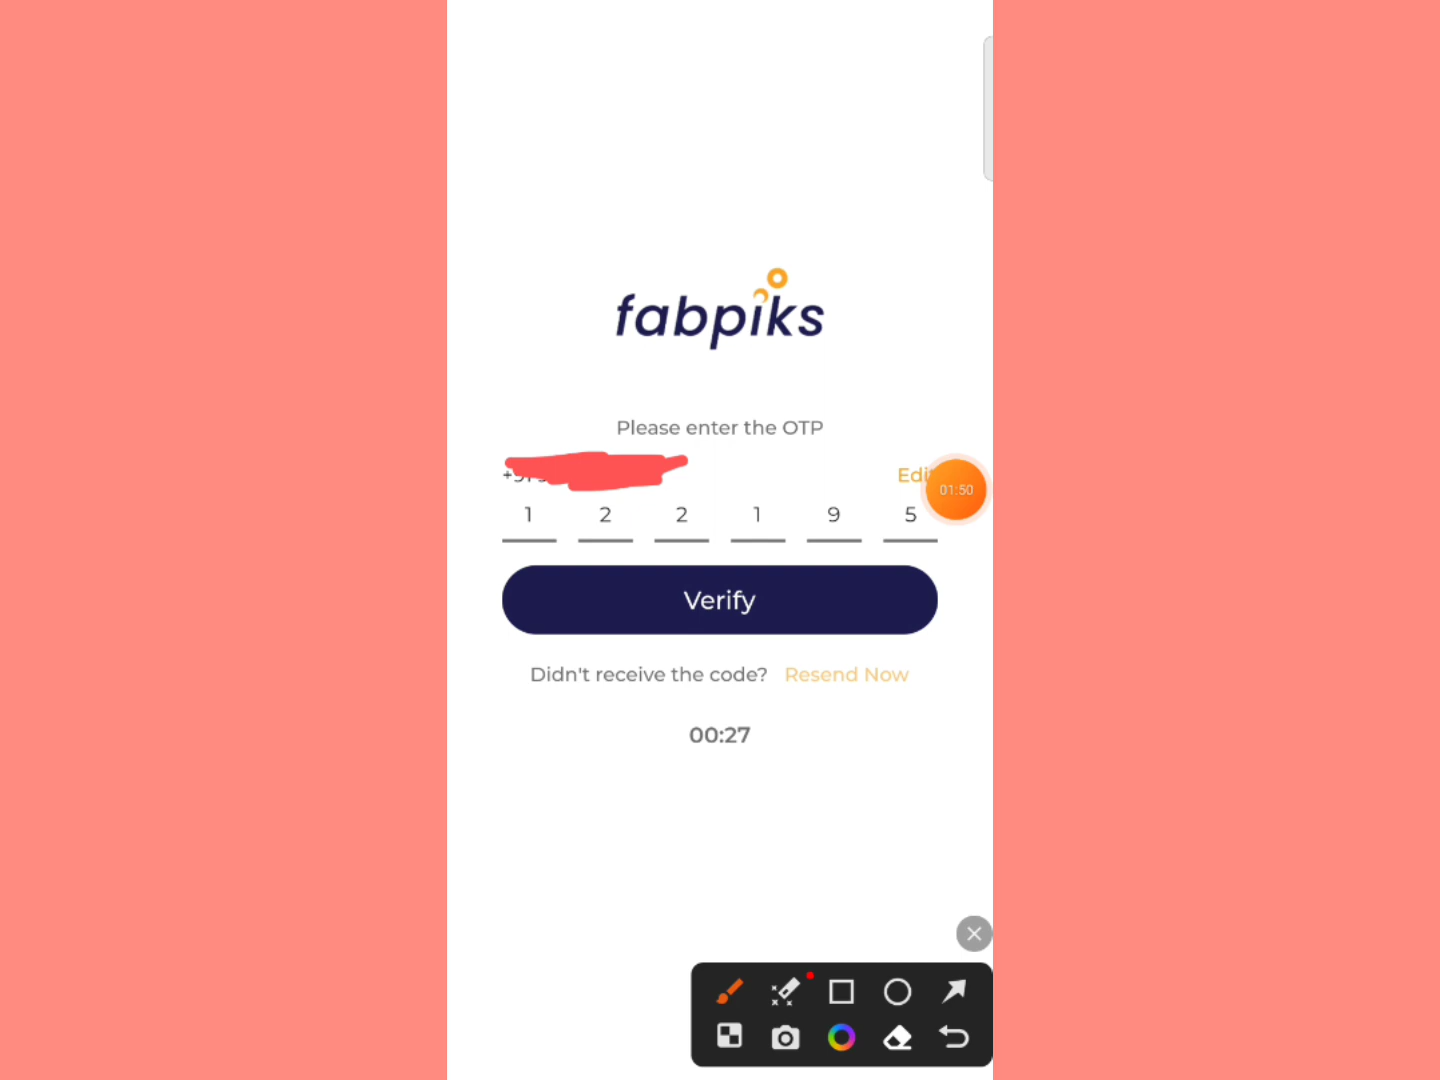 fabpiks
Please enter the OTP
Edit
01:50
1 2 2 1 9 5
Verify
Didn't receive the code? Resend Now
00:27